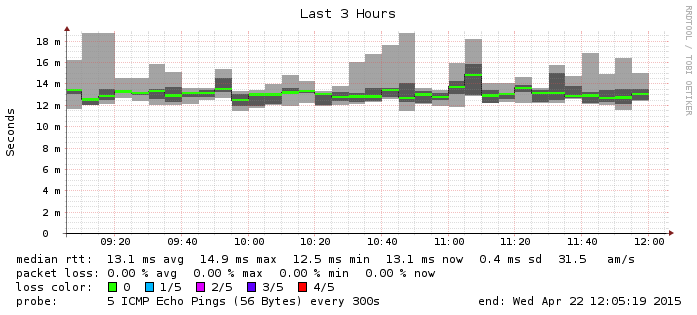 Last 3 Hours
RRDTOOL / TOBI OETIKER
Seconds
18 m
16 m
14 m
12 m
10 m
8 m
6 m
4 m
2 m
0
09:20 09:40 10:00 10:20 10:40 11:00 11:20 11:40 12:00
median rtt: 13.1 ms avg 14.9 ms max 12.5 ms min 13.1 ms now 0.4 ms sd 31.5 am/s
packet loss: 0.00 % avg 0.00 % max 0.00 % min 0.00 % now
loss color: 0 1/5 2/5 3/5 4/5
probe: 5 ICMP Echo Pings (56 Bytes) every 300s end: Wed Apr 22 12:05:19 2015